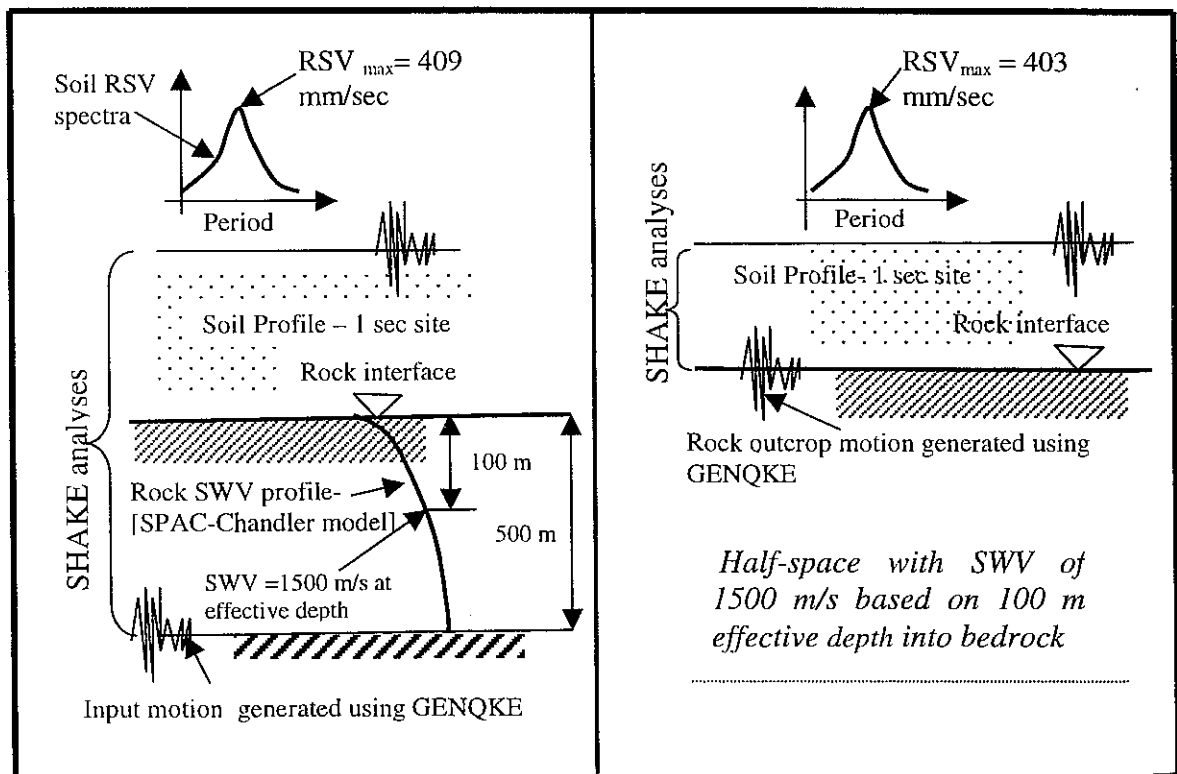 RSV max= 409
mm/sec
Soil RSV
spectra
Period
SHAKE analyses
Soil Profile – 1 sec site
Rock interface
100 m
Rock SWV profile-
[SPAC-Chandler model]
500 m
SWV =1500 m/s at
effective depth
Input motion generated using GENQKE
RSVmax = 403
mm/sec
Period
SHAKE analyses
Soil Profile- 1 sec site
Rock interface
Rock outcrop motion generated using
GENQKE
Half-space with SWV of
1500 m/s based on 100 m
effective depth into bedrock